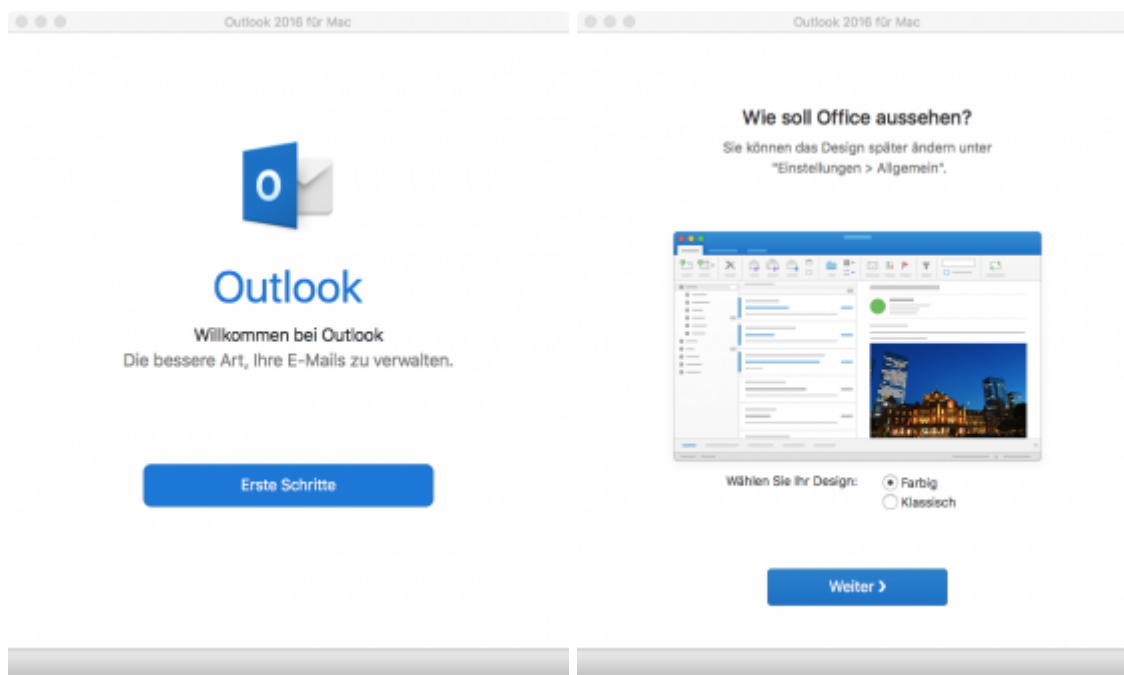 Outlook 2016 für Mac
O
Outlook
Willkommen bei Outlook
Die bessere Art, Ihre E-Mails zu verwalten.
Erste Schritte
Outlook 2016 für Mac
Wie soll Office aussehen?
Sie können das Design später ändern unter
"Einstellungen > Allgemein".
Wählen Sie Ihr Design:
Farbig
Klassisch
Weiter >